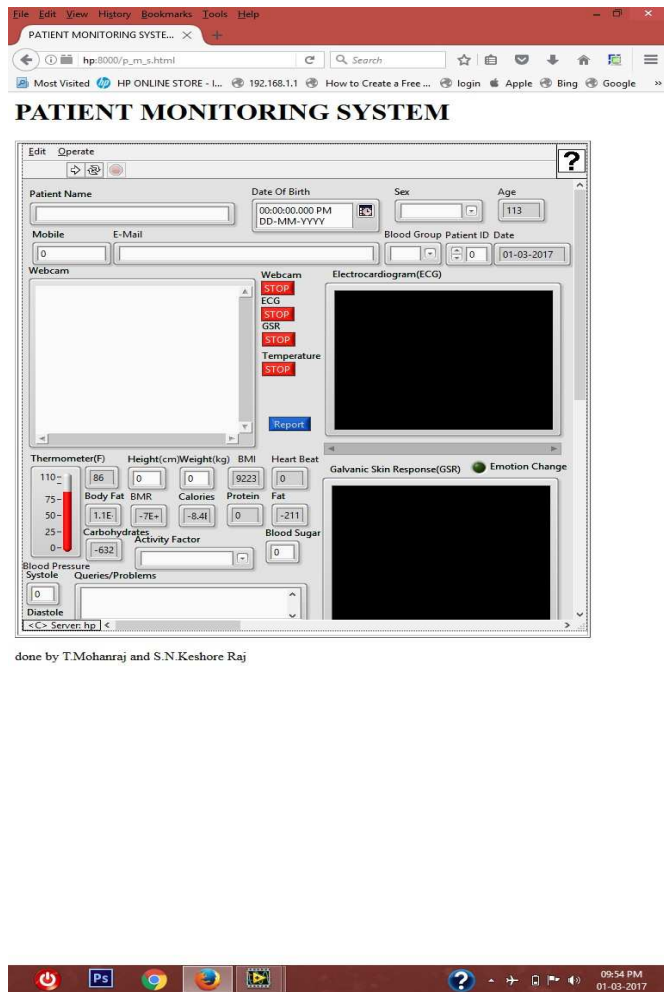 File Edit View History Bookmarks Tools Help
PATIENT MONITORING SYSTE...
hp:8000/p_m_s.html
Search
Most Visited HP ONLINE STORE - I... 192.168.1.1 How to Create a Free ... login Apple Bing Google »
PATIENT MONITORING SYSTEM
Edit Operate
?
Patient Name Date Of Birth Sex Age
00:00:00.000 PM
DD-MM-YYYY
113
Mobile E-Mail Blood Group Patient ID Date
0 0 01-03-2017
Webcam Webcam Electrocardiogram(ECG)
STOP
ECG
STOP
GSR
STOP
Temperature
STOP
Report
Thermometer(F) Height(cm) Weight(kg) BMI Heart Beat
Galvanic Skin Response(GSR) Emotion Change
110 86 0 0 9223 0
75
50
25
0
Body Fat BMR Calories Protein Fat
1.1E -7E+ -8.4E 0 -211
Carbohydrates Activity Factor Blood Sugar
-632 0
Blood Pressure
Systole Queries/Problems
0
Diastole
<C> Server: hp
done by T.Mohanraj and S.N.Keshore Raj
Ps
?
09:54 PM
01-03-2017